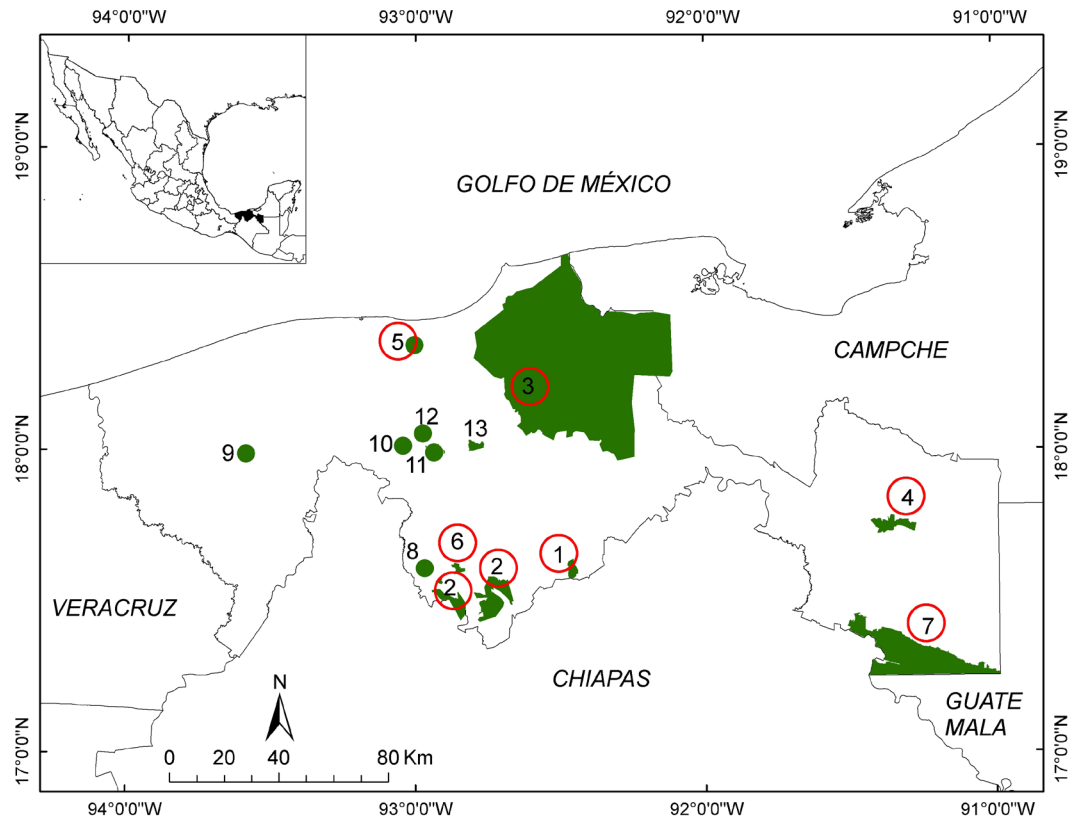 94°0'0"W 93°0'0"W 92°0'0"W 91°0'0"W
19°0'0"N
19°0'0"N
GOLFO DE MÉXICO
5
CAMPCHE
3
12
13
10
11
9
18°0'0"N
18°0'0"N
4
6
8
2
1
2
VERACRUZ
7
CHIAPAS
N
GUATE
MALA
0 20 40 80 Km
17°0'0"N
17°0'0"N
94°0'0"W 93°0'0"W 92°0'0"W 91°0'0"W